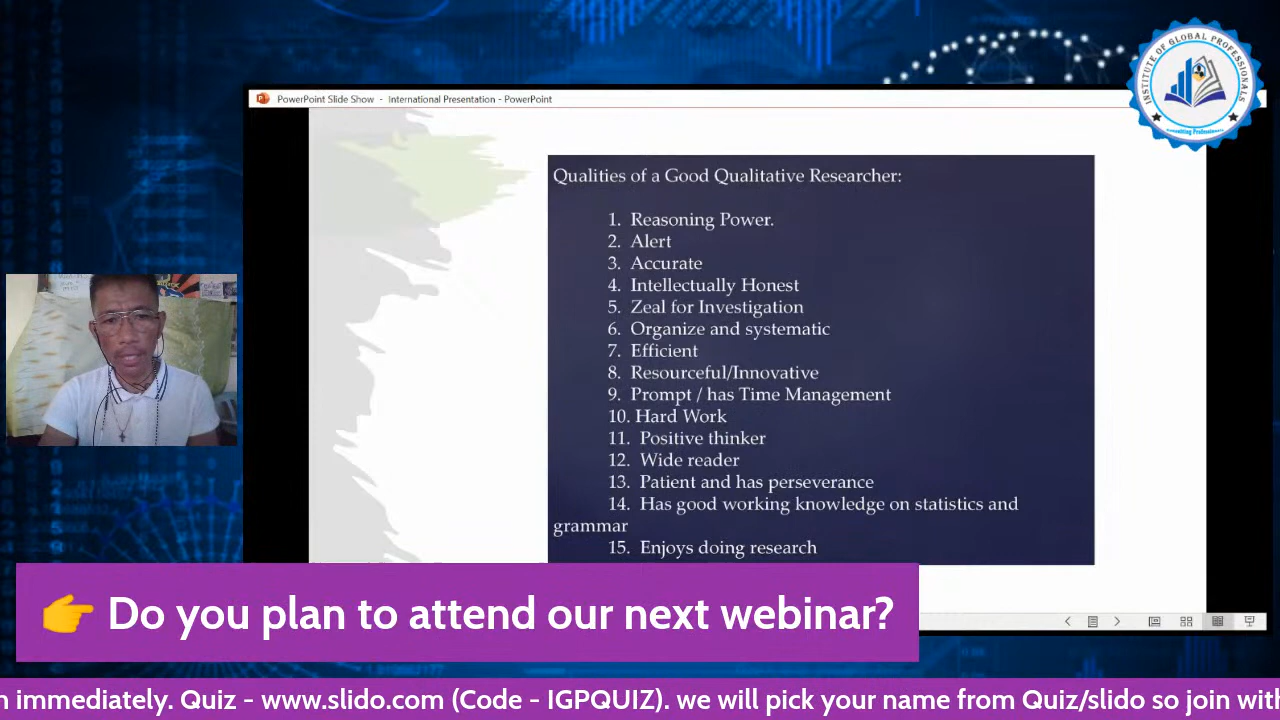 INSTITUTE OF GLOBAL PROFESSIONALS
Consulting Professionals
PowerPoint Slide Show - International Presentation - PowerPoint
Qualities of a Good Qualitative Researcher:
1. Reasoning Power.
2. Alert
3. Accurate
4. Intellectually Honest
5. Zeal for Investigation
6. Organize and systematic
7. Efficient
8. Resourceful/Innovative
9. Prompt / has Time Management
10. Hard Work
11. Positive thinker
12. Wide reader
13. Patient and has perseverance
14. Has good working knowledge on statistics and
grammar
15. Enjoys doing research
👉 Do you plan to attend our next webinar?
immediately. Quiz - www.slido.com (Code - IGPQUIZ). we will pick your name from Quiz/slido so join with